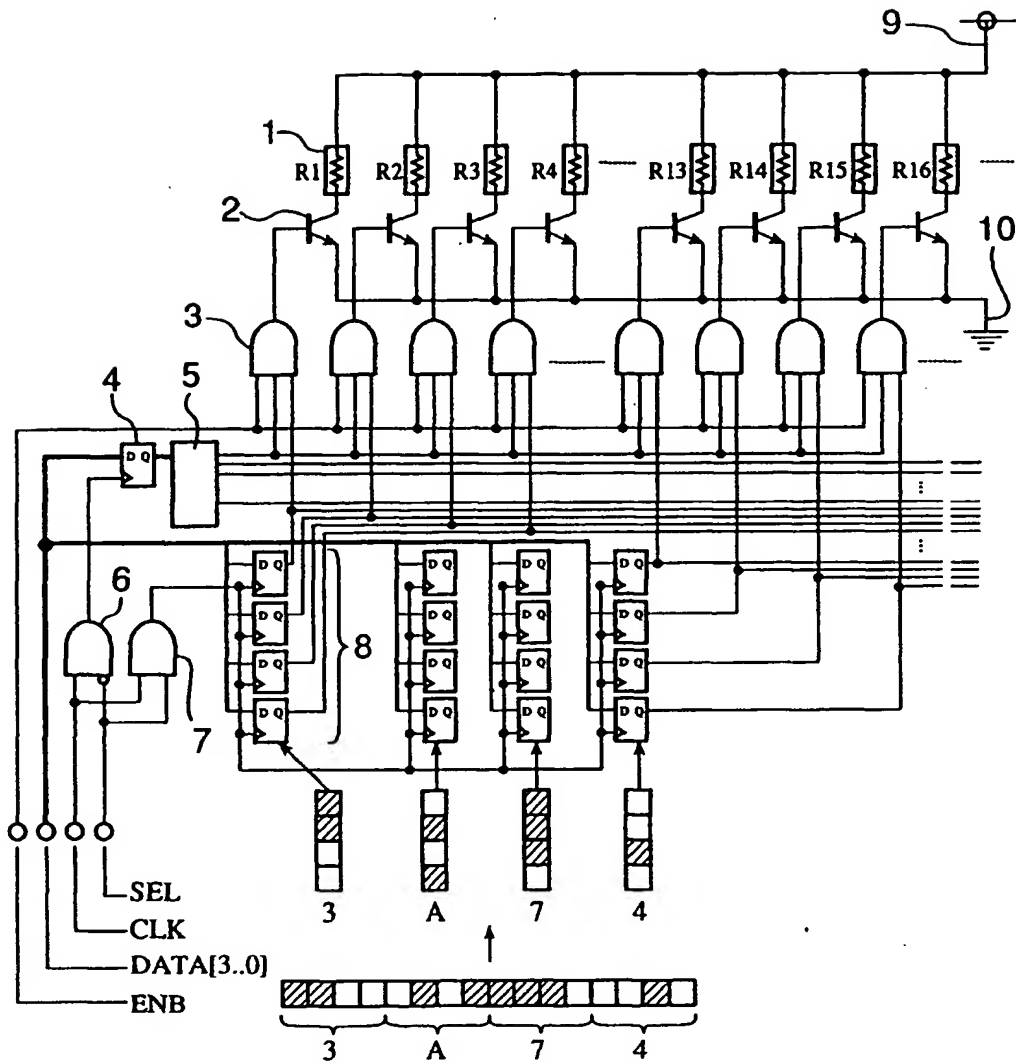 9
1
R1 R2 R3 R4 R13 R14 R15 R16
2
10
3
4
5
D Q
6
D Q D Q D Q D Q
D Q D Q D Q D Q
8
D Q D Q D Q D Q
7
D Q D Q D Q D Q
SEL
3 A 7 4
CLK
DATA[3..0]
ENB
3 A 7 4